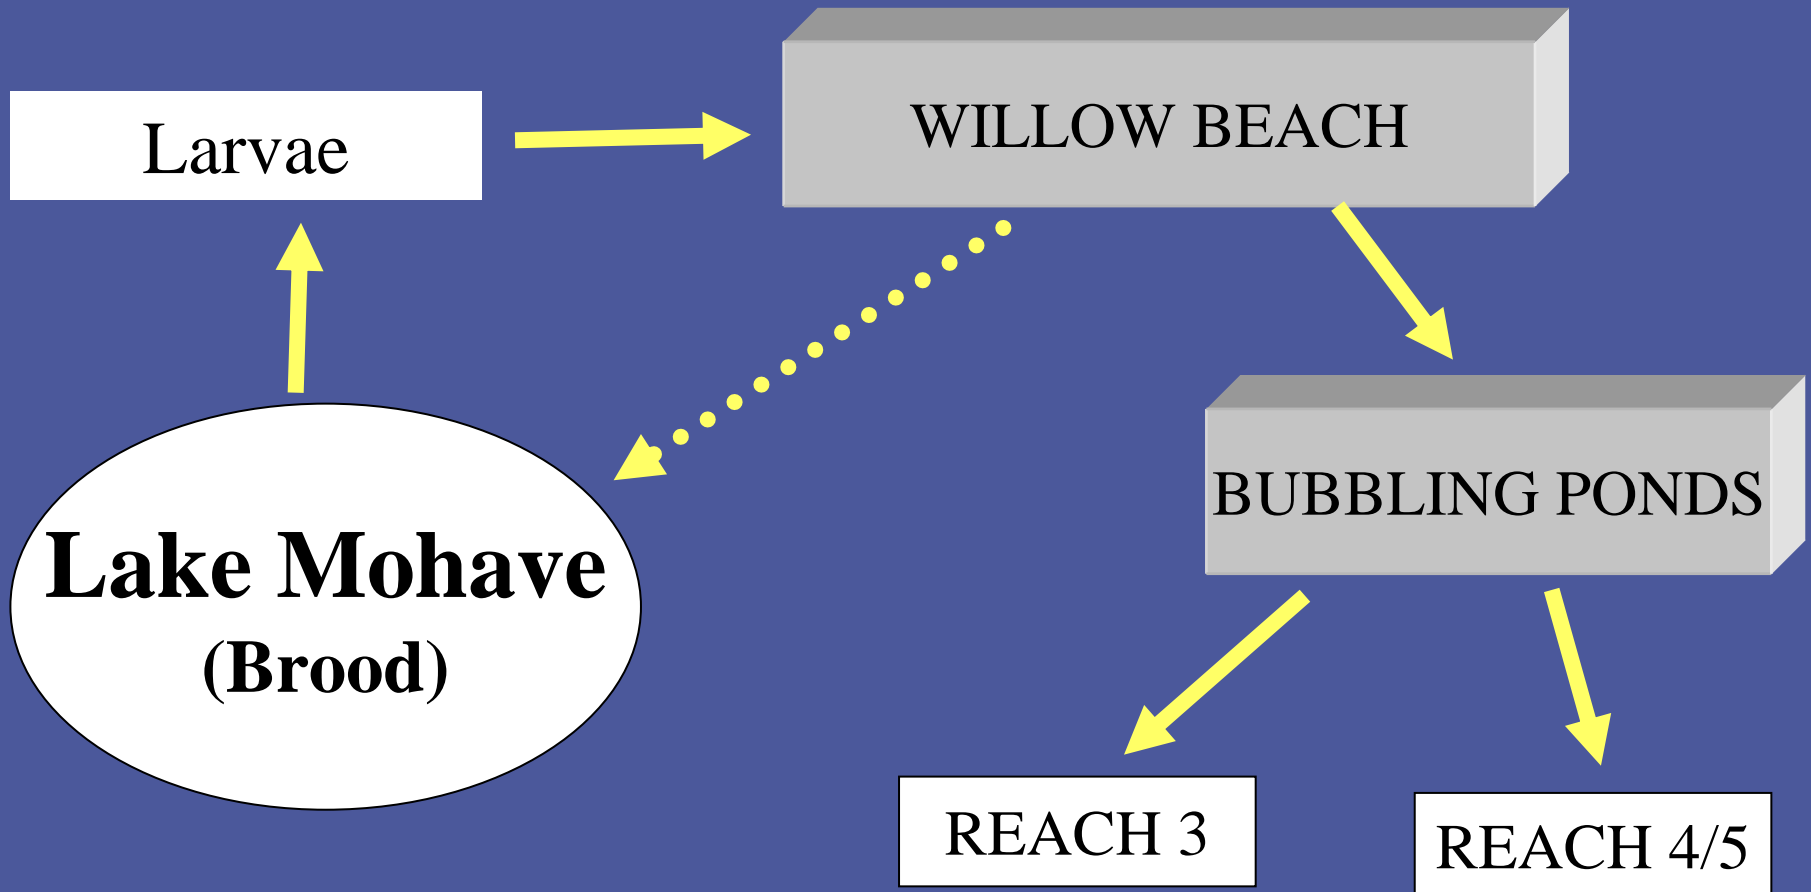 Larvae
WILLOW BEACH
BUBBLING PONDS
Lake Mohave
(Brood)
REACH 3
REACH 4/5